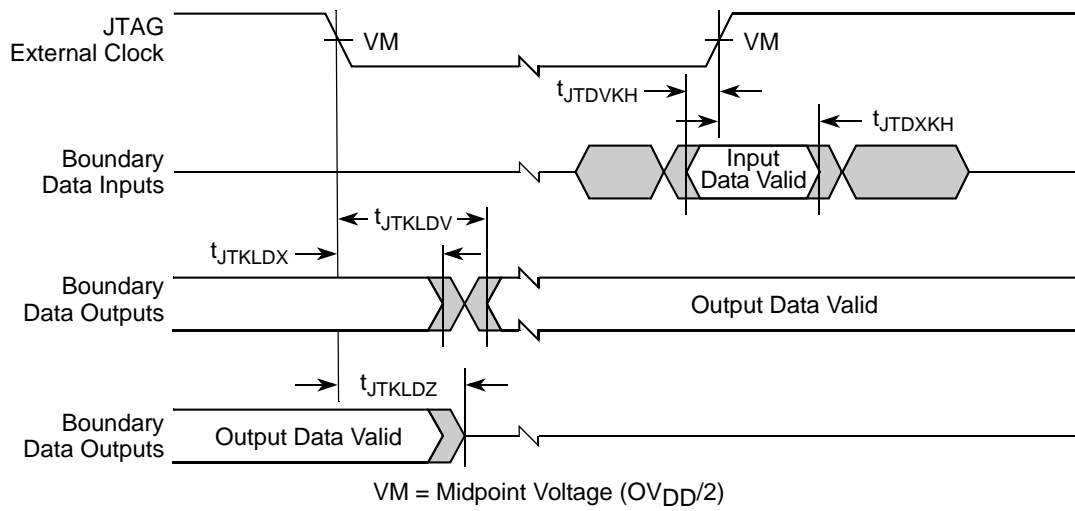 JTAG
External Clock
VM
VM
tJTDVKH
tJTDXKH
Boundary
Data Inputs
Input
Data Valid
tJTKLDV
tJTKLDX
Boundary
Data Outputs
Output Data Valid
tJTKLDZ
Boundary
Data Outputs
Output Data Valid
VM = Midpoint Voltage (OVDD/2)